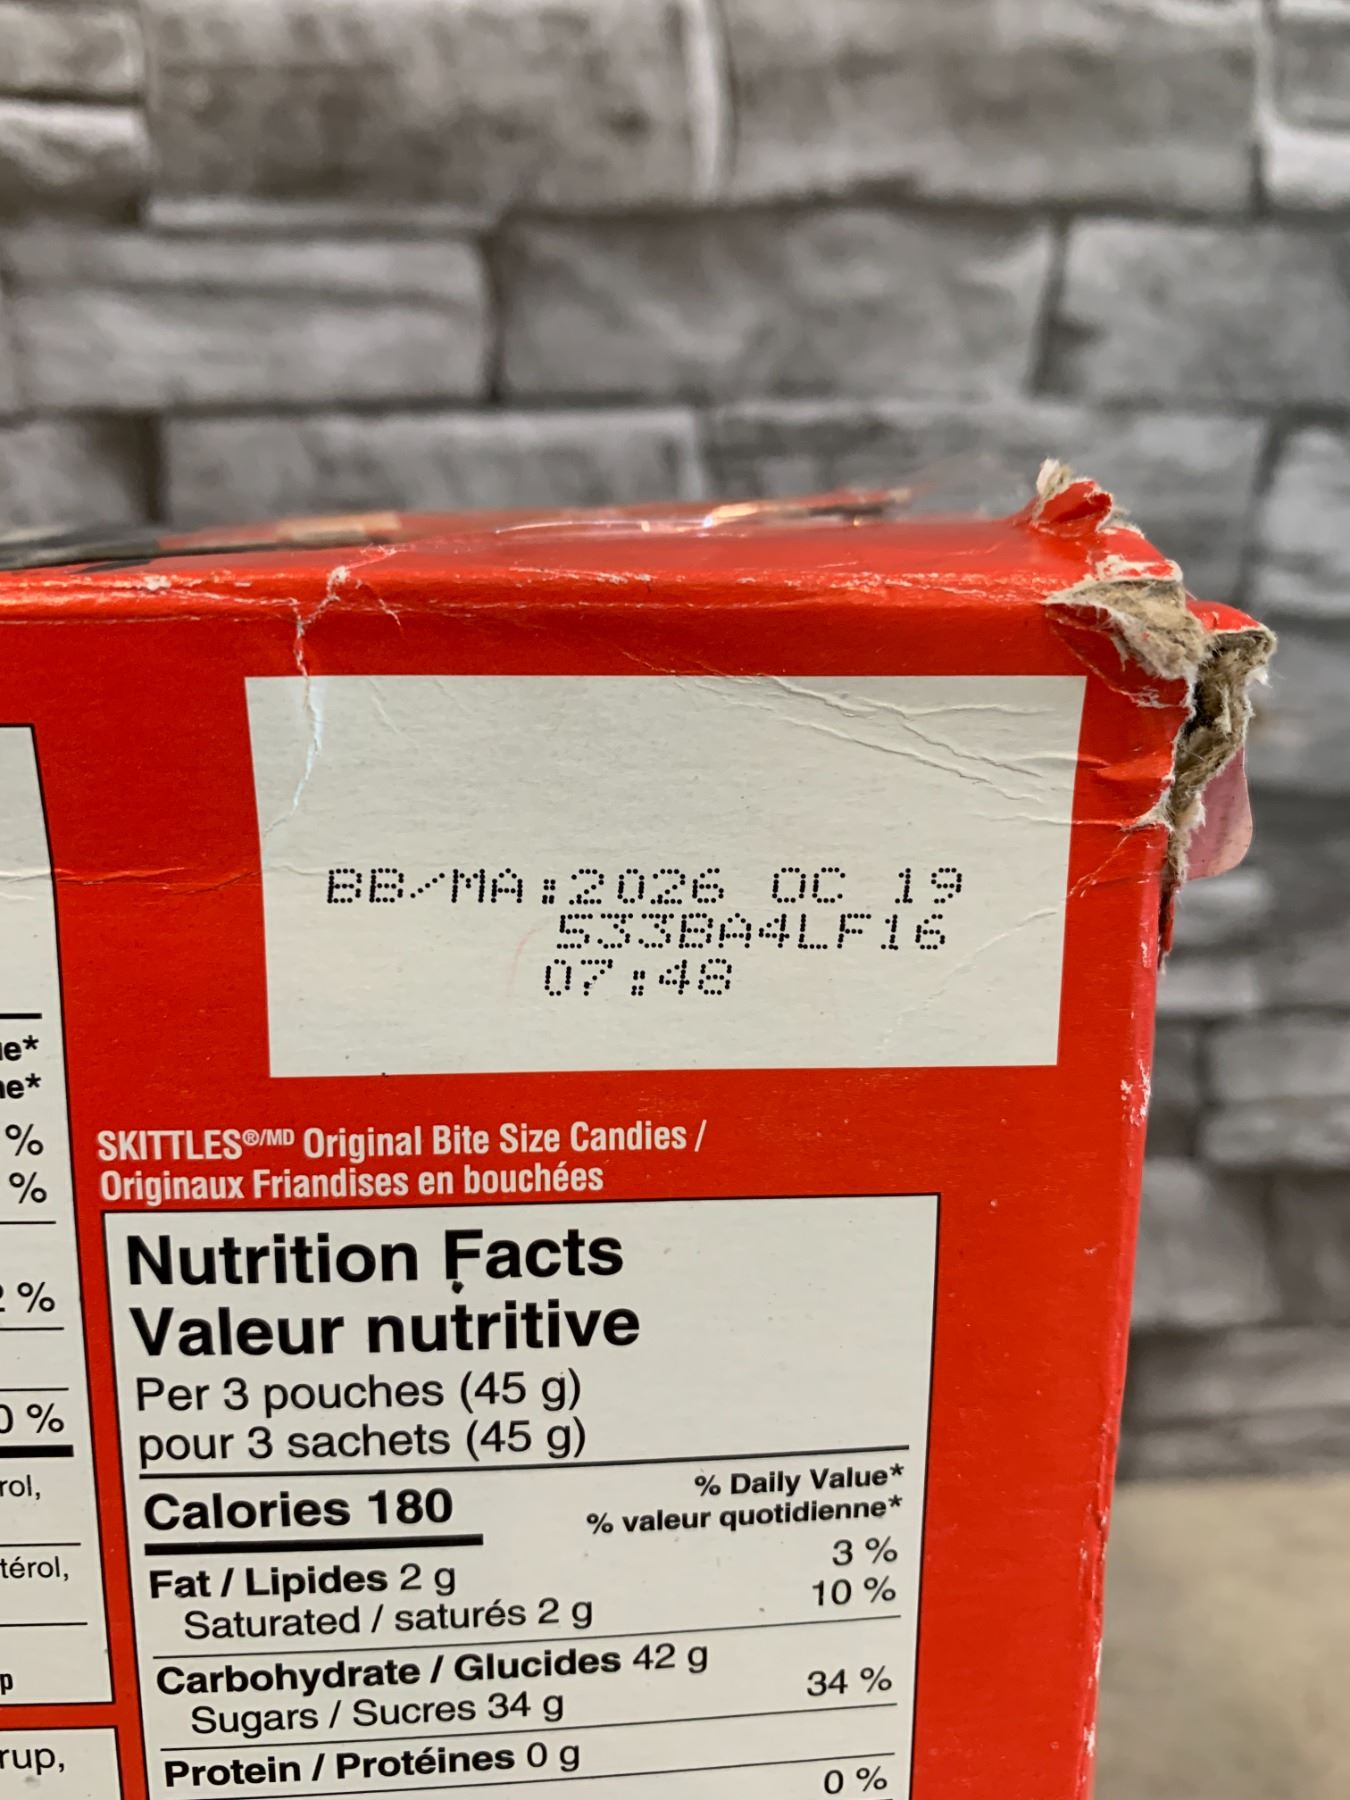 BB/MA:2026 OC 19
533BA4LF16
07:48
SKITTLES®/MD Original Bite Size Candies /
Originaux Friandises en bouchées
Nutrition Facts
Valeur nutritive
Per 3 pouches (45 g)
pour 3 sachets (45 g)
Calories 180
% Daily Value*
% valeur quotidienne*
Fat / Lipides 2 g 3 %
Saturated / saturés 2 g 10 %
Carbohydrate / Glucides 42 g
Sugars / Sucres 34 g 34 %
Protein / Protéines 0 g
0 %
%
%
%
%